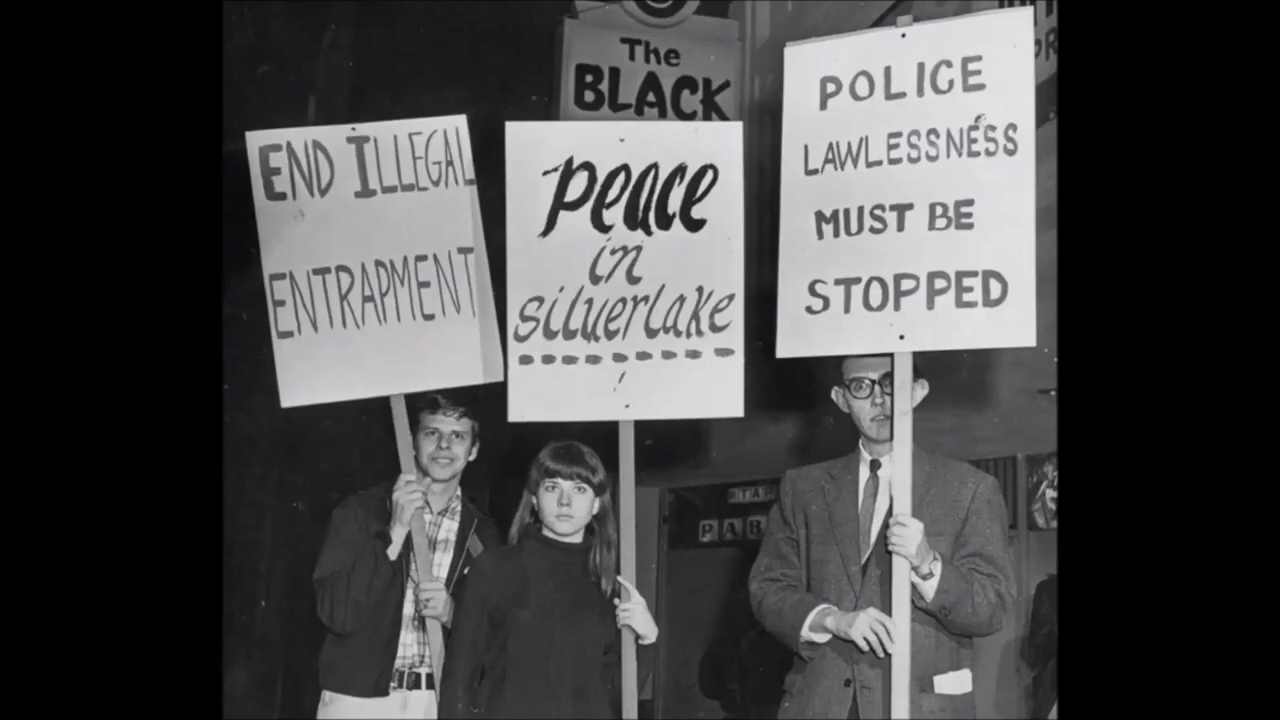 The
BLACK
END ILLEGAL
ENTRAPMENT
Peace
in
silverlake
!
POLICE
LAWLESSNESS
MUST BE
STOPPED